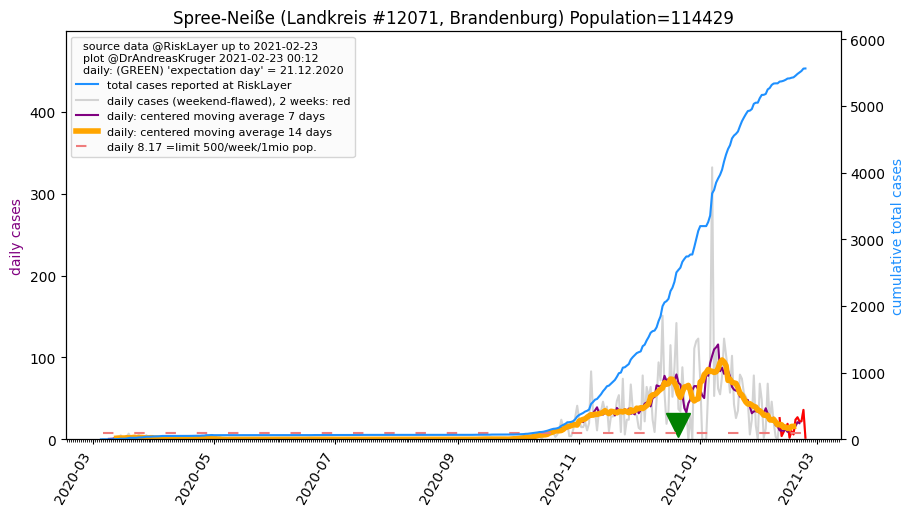 Spree-Neiße (Landkreis #12071, Brandenburg) Population=114429
source data @RiskLayer up to 2021-02-23
plot @DrAndreasKruger 2021-02-23 00:12
daily: (GREEN) 'expectation day' = 21.12.2020
total cases reported at RiskLayer
daily cases (weekend-flawed), 2 weeks: red
daily: centered moving average 7 days
daily: centered moving average 14 days
daily 8.17 =limit 500/week/1mio pop.
daily cases
400
300
200
100
0
cumulative total cases
6000
5000
4000
3000
2000
1000
0
2020-03
2020-05
2020-07
2020-09
2020-11
2021-01
2021-03